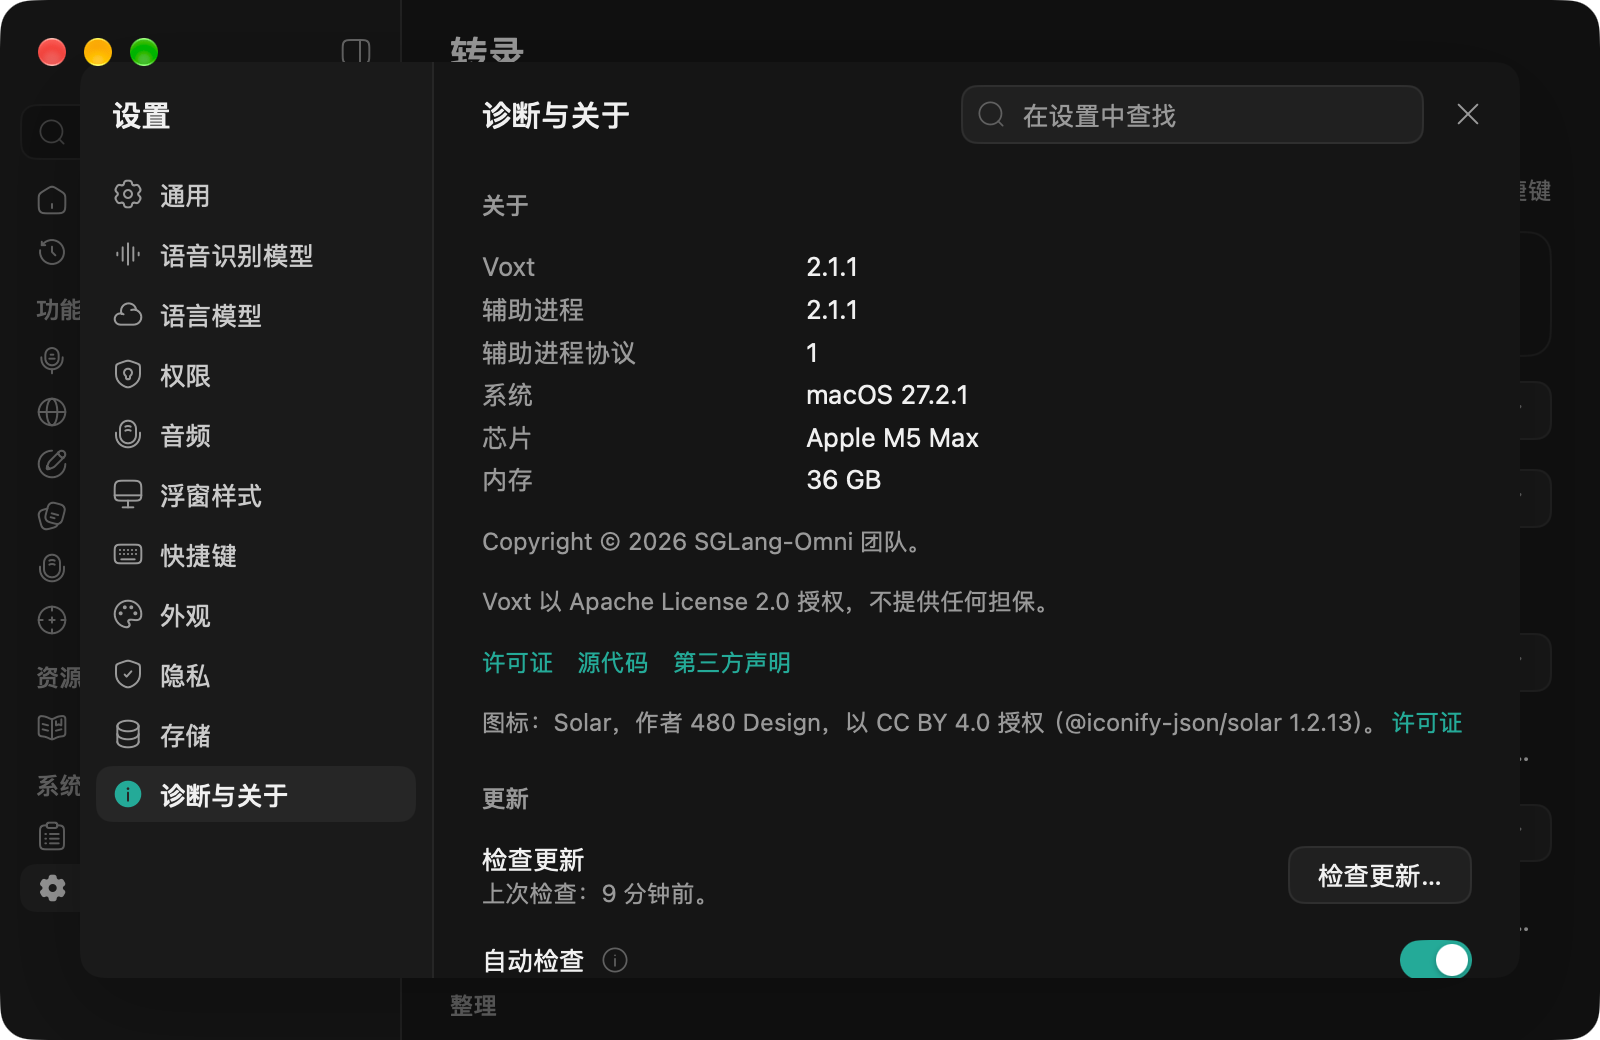 转录
设置
诊断与关于
在设置中查找
通用
语音识别模型
语言模型
权限
音频
浮窗样式
快捷键
外观
隐私
存储
诊断与关于
功能
资源
系统
关于
Voxt 2.1.1
辅助进程 2.1.1
辅助进程协议 1
系统 macOS 27.2.1
芯片 Apple M5 Max
内存 36 GB
Copyright © 2026 SGLang-Omni 团队。
Voxt 以 Apache License 2.0 授权，不提供任何担保。
许可证 源代码 第三方声明
图标：Solar，作者 480 Design，以 CC BY 4.0 授权（@iconify-json/solar 1.2.13）。 许可证
更新
检查更新
上次检查：9 分钟前。
检查更新...
自动检查
整理
键